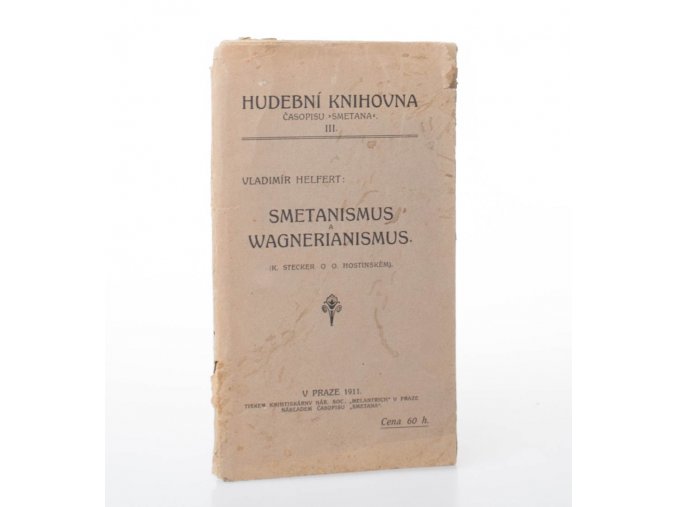 HUDEBNÍ KNIHOVNA
ČASOPISU »SMETANA«.
III.
VLADIMÍR HELFERT:
SMETANISMUS
A
WAGNERIANISMUS.
(K. STECKER O O. HOSTINSKÉM).
V PRAZE 1911.
TISKEM KNIHTISKÁRNY NÁR. SOC. „MELANTRICH“ V PRAZE
NÁKLADEM ČASOPISU „SMETANA“.
Cena 60 h.